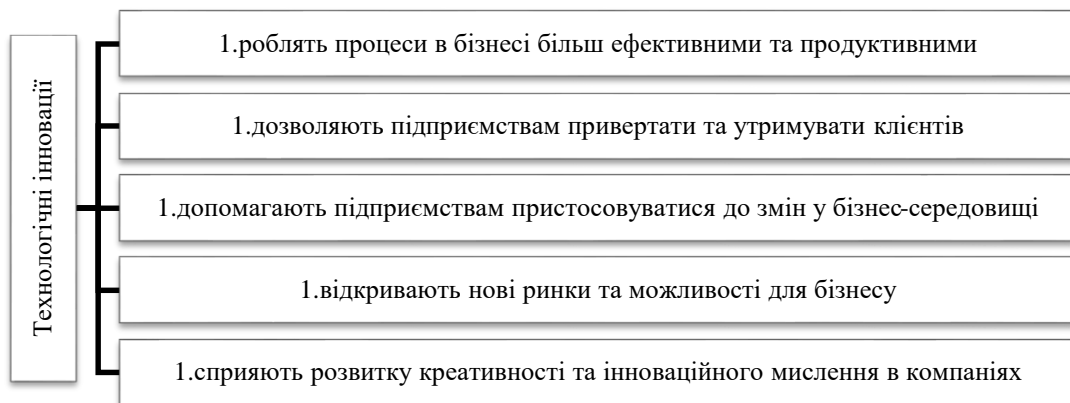 Технологічні інновації
1.роблять процеси в бізнесі більш ефективними та продуктивними
1.дозволяють підприємствам привертати та утримувати клієнтів
1.допомагають підприємствам пристосовуватися до змін у бізнес-середовищі
1.відкривають нові ринки та можливості для бізнесу
1.сприяють розвитку креативності та інноваційного мислення в компаніях